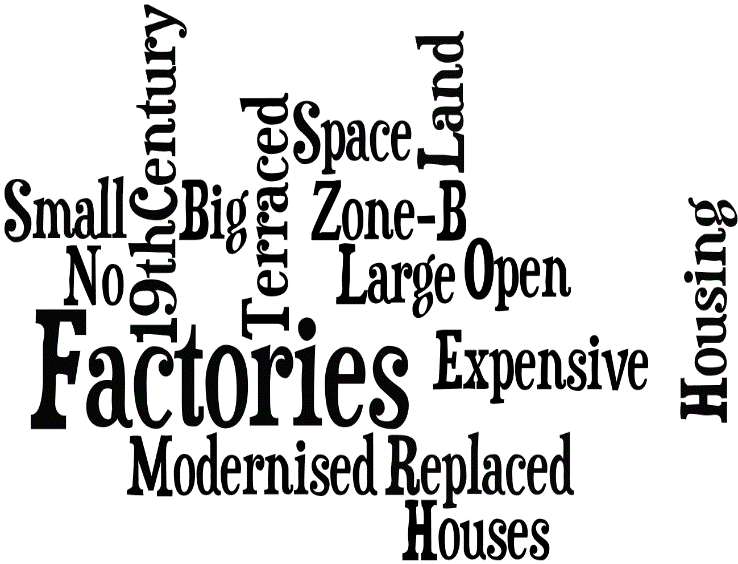 19thCentury
Land
Terraced
Space
Small
Big
Zone-B
Housing
No
Large
Open
Factories
Expensive
Modernised
Replaced
Houses